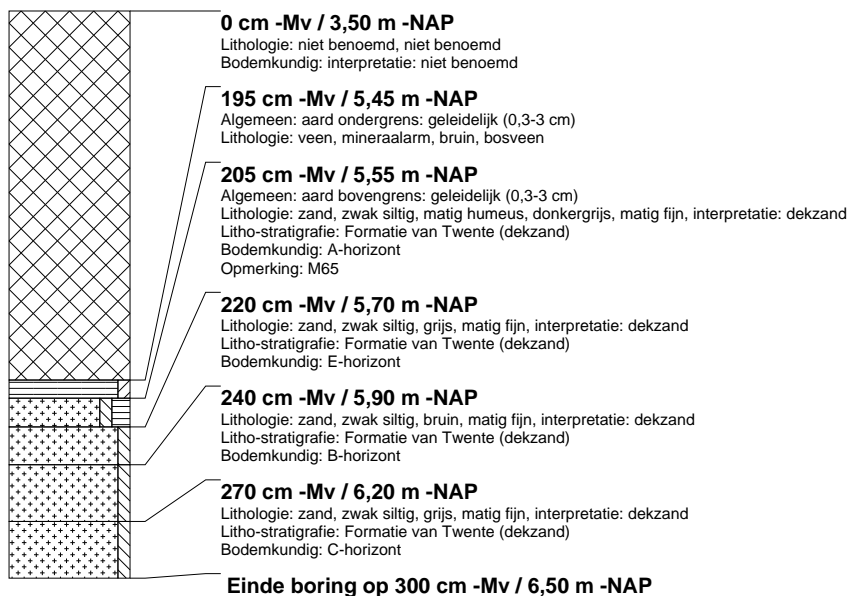 0 cm -Mv / 3,50 m -NAP
Lithologie: niet benoemd, niet benoemd
Bodemkundig: interpretatie: niet benoemd
195 cm -Mv / 5,45 m -NAP
Algemeen: aard ondergrens: geleidelijk (0,3-3 cm)
Lithologie: veen, mineraalarm, bruin, bosveen
205 cm -Mv / 5,55 m -NAP
Algemeen: aard bovengrens: geleidelijk (0,3-3 cm)
Lithologie: zand, zwak siltig, matig humeus, donkergrijs, matig fijn, interpretatie: dekzand
Litho-stratigrafie: Formatie van Twente (dekzand)
Bodemkundig: A-horizont
Opmerking: M65
220 cm -Mv / 5,70 m -NAP
Lithologie: zand, zwak siltig, grijs, matig fijn, interpretatie: dekzand
Litho-stratigrafie: Formatie van Twente (dekzand)
Bodemkundig: E-horizont
240 cm -Mv / 5,90 m -NAP
Lithologie: zand, zwak siltig, bruin, matig fijn, interpretatie: dekzand
Litho-stratigrafie: Formatie van Twente (dekzand)
Bodemkundig: B-horizont
270 cm -Mv / 6,20 m -NAP
Lithologie: zand, zwak siltig, grijs, matig fijn, interpretatie: dekzand
Litho-stratigrafie: Formatie van Twente (dekzand)
Bodemkundig: C-horizont
Einde boring op 300 cm -Mv / 6,50 m -NAP